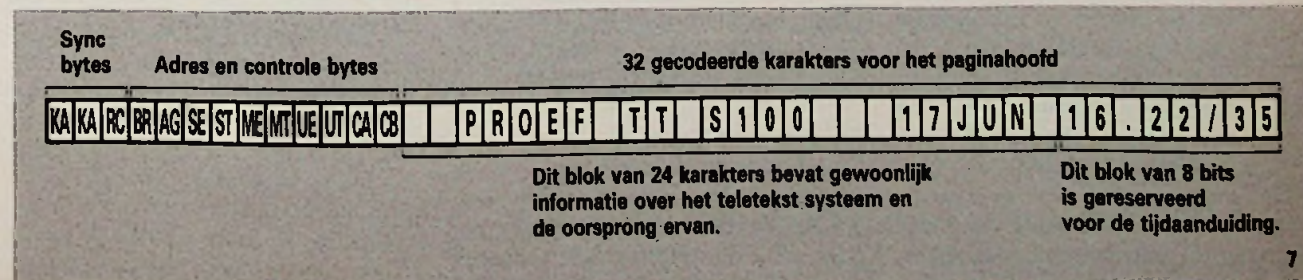 Sync
bytes
Adres en controle bytes
32 gecodeerde karakters voor het paginahoofd
KA KA RC BR AG SE ST ME MT UE UT CA CB P R O E F T T S 1 0 0 1 7 J U N 1 6 . 2 2 / 3 5
Dit blok van 24 karakters bevat gewoonlijk
informatie over het teletekst systeem en
de oorsprong ervan.
Dit blok van 8 bits
is gereserveerd
voor de tijdaanduiding.
7